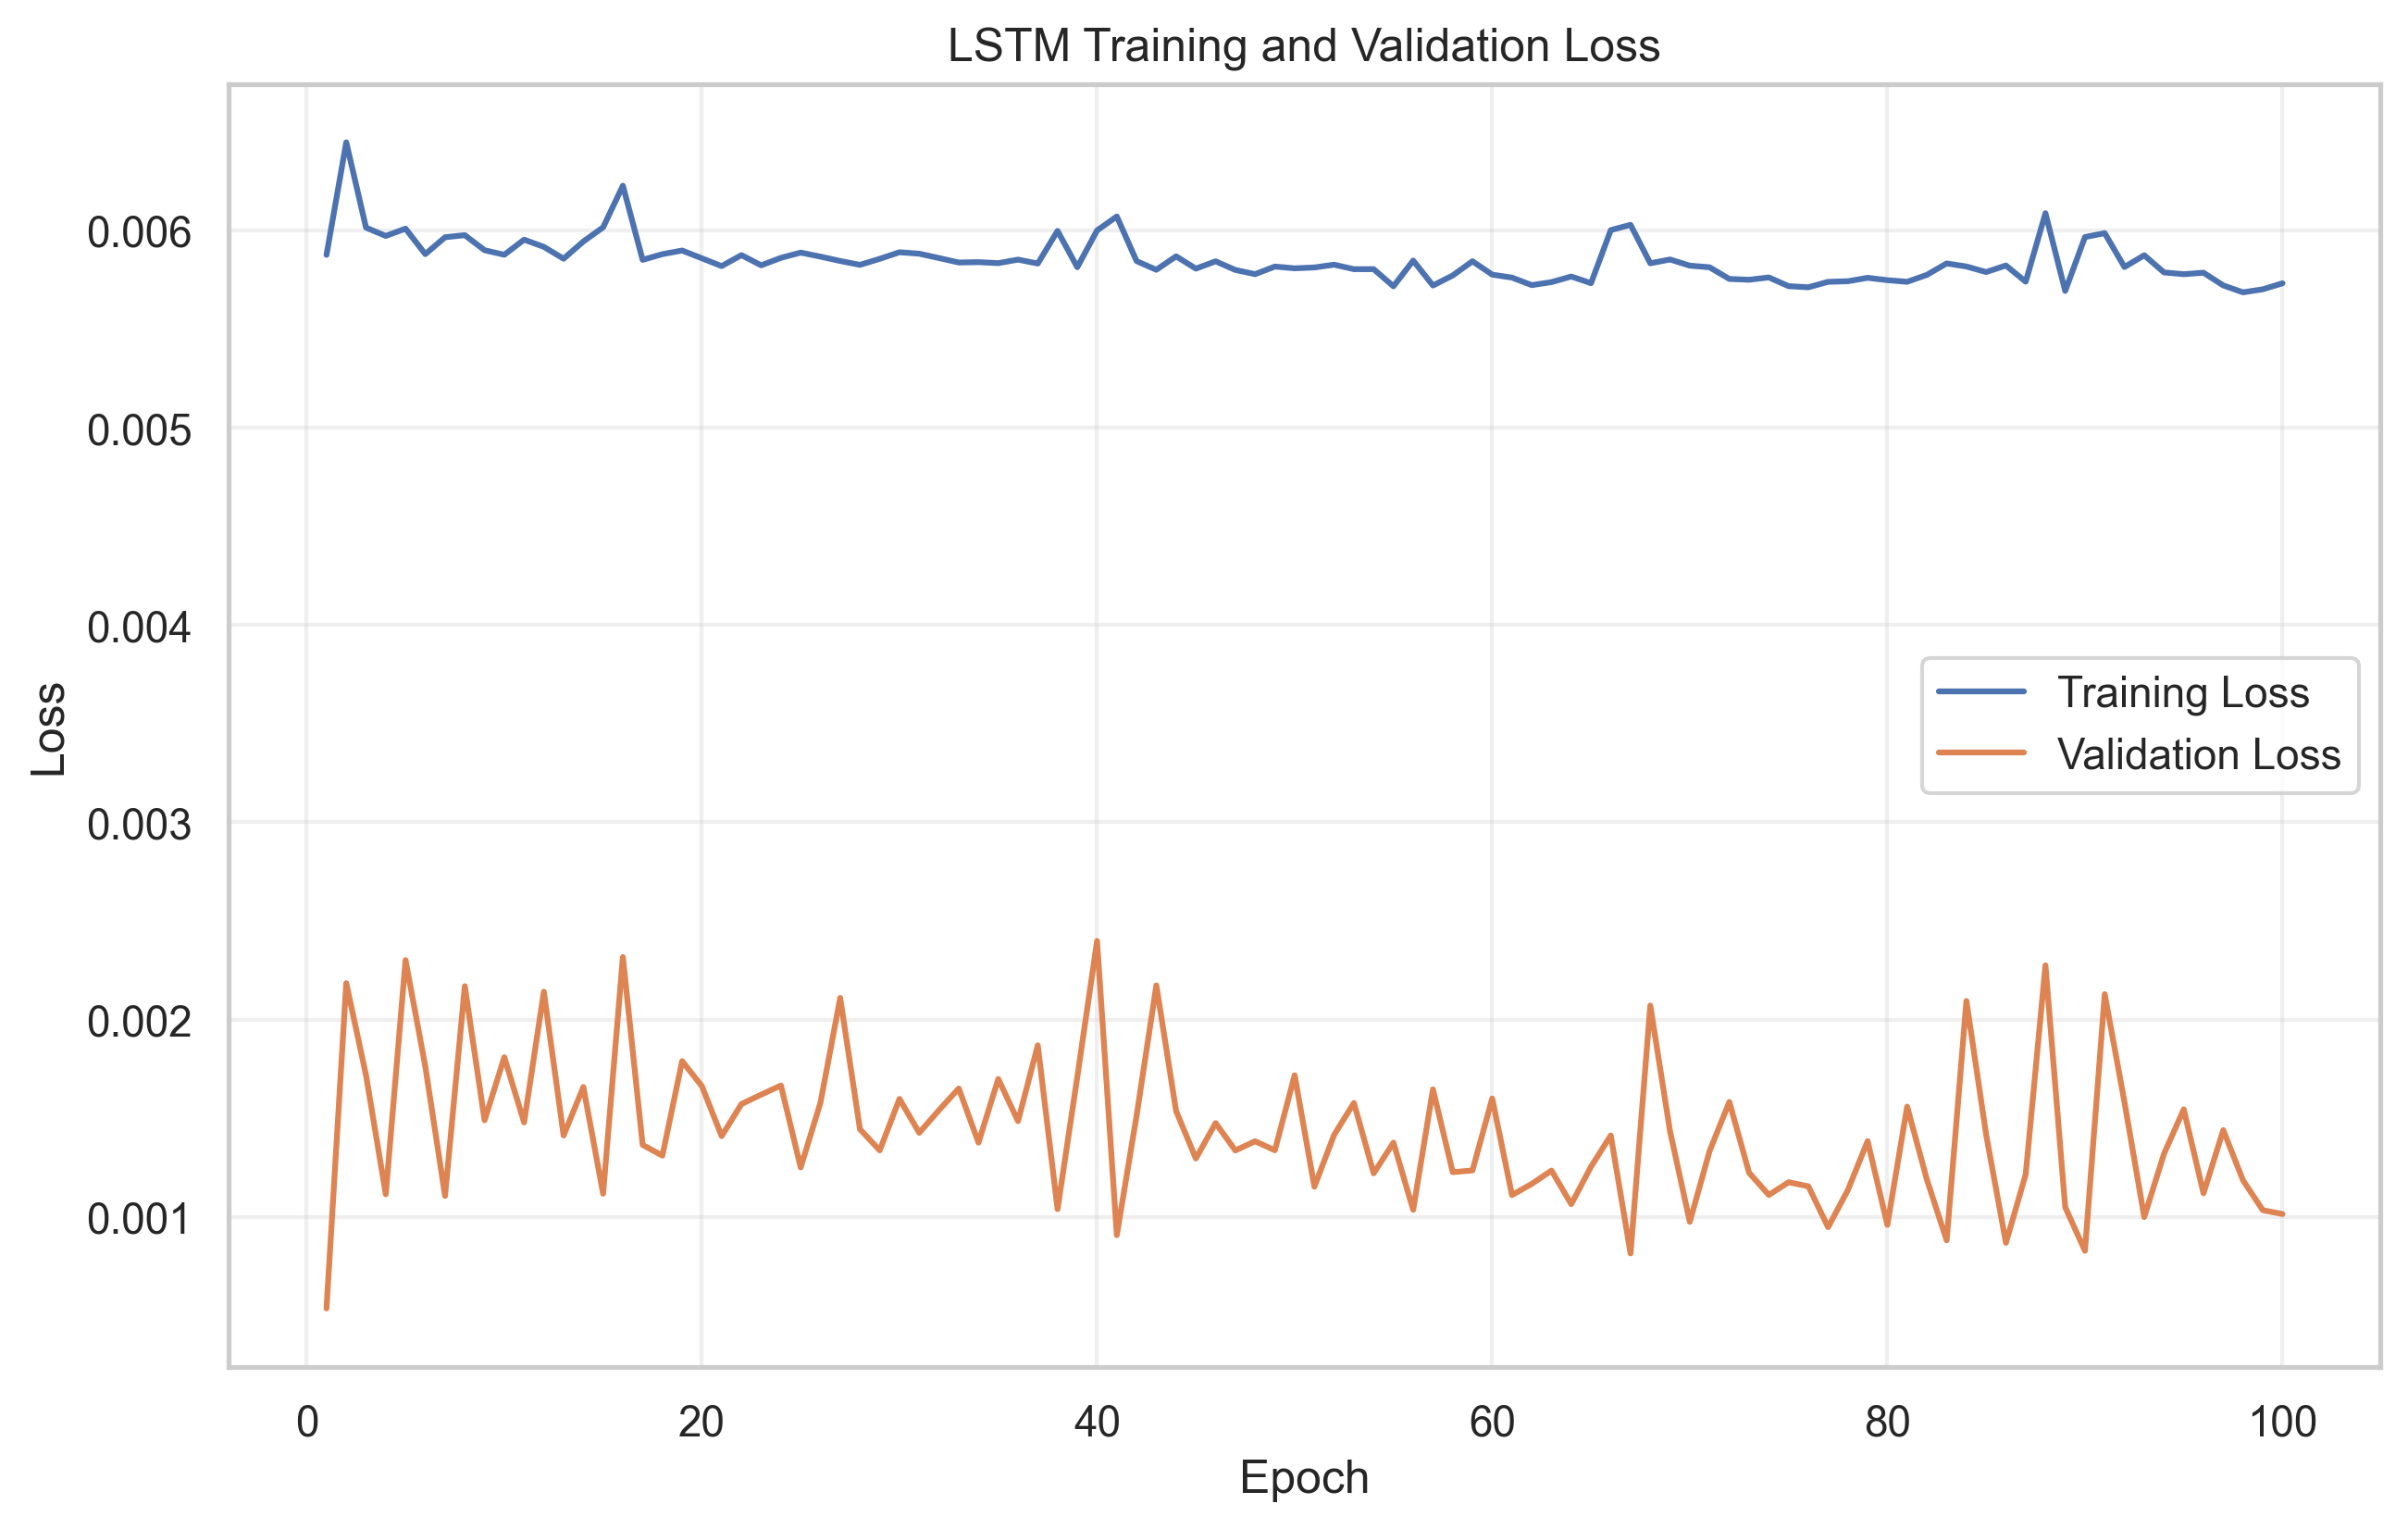 LSTM Training and Validation Loss
0.006
0.005
0.004
0.003
0.002
0.001
Loss
Training Loss
Validation Loss
0 20 40 60 80 100
Epoch